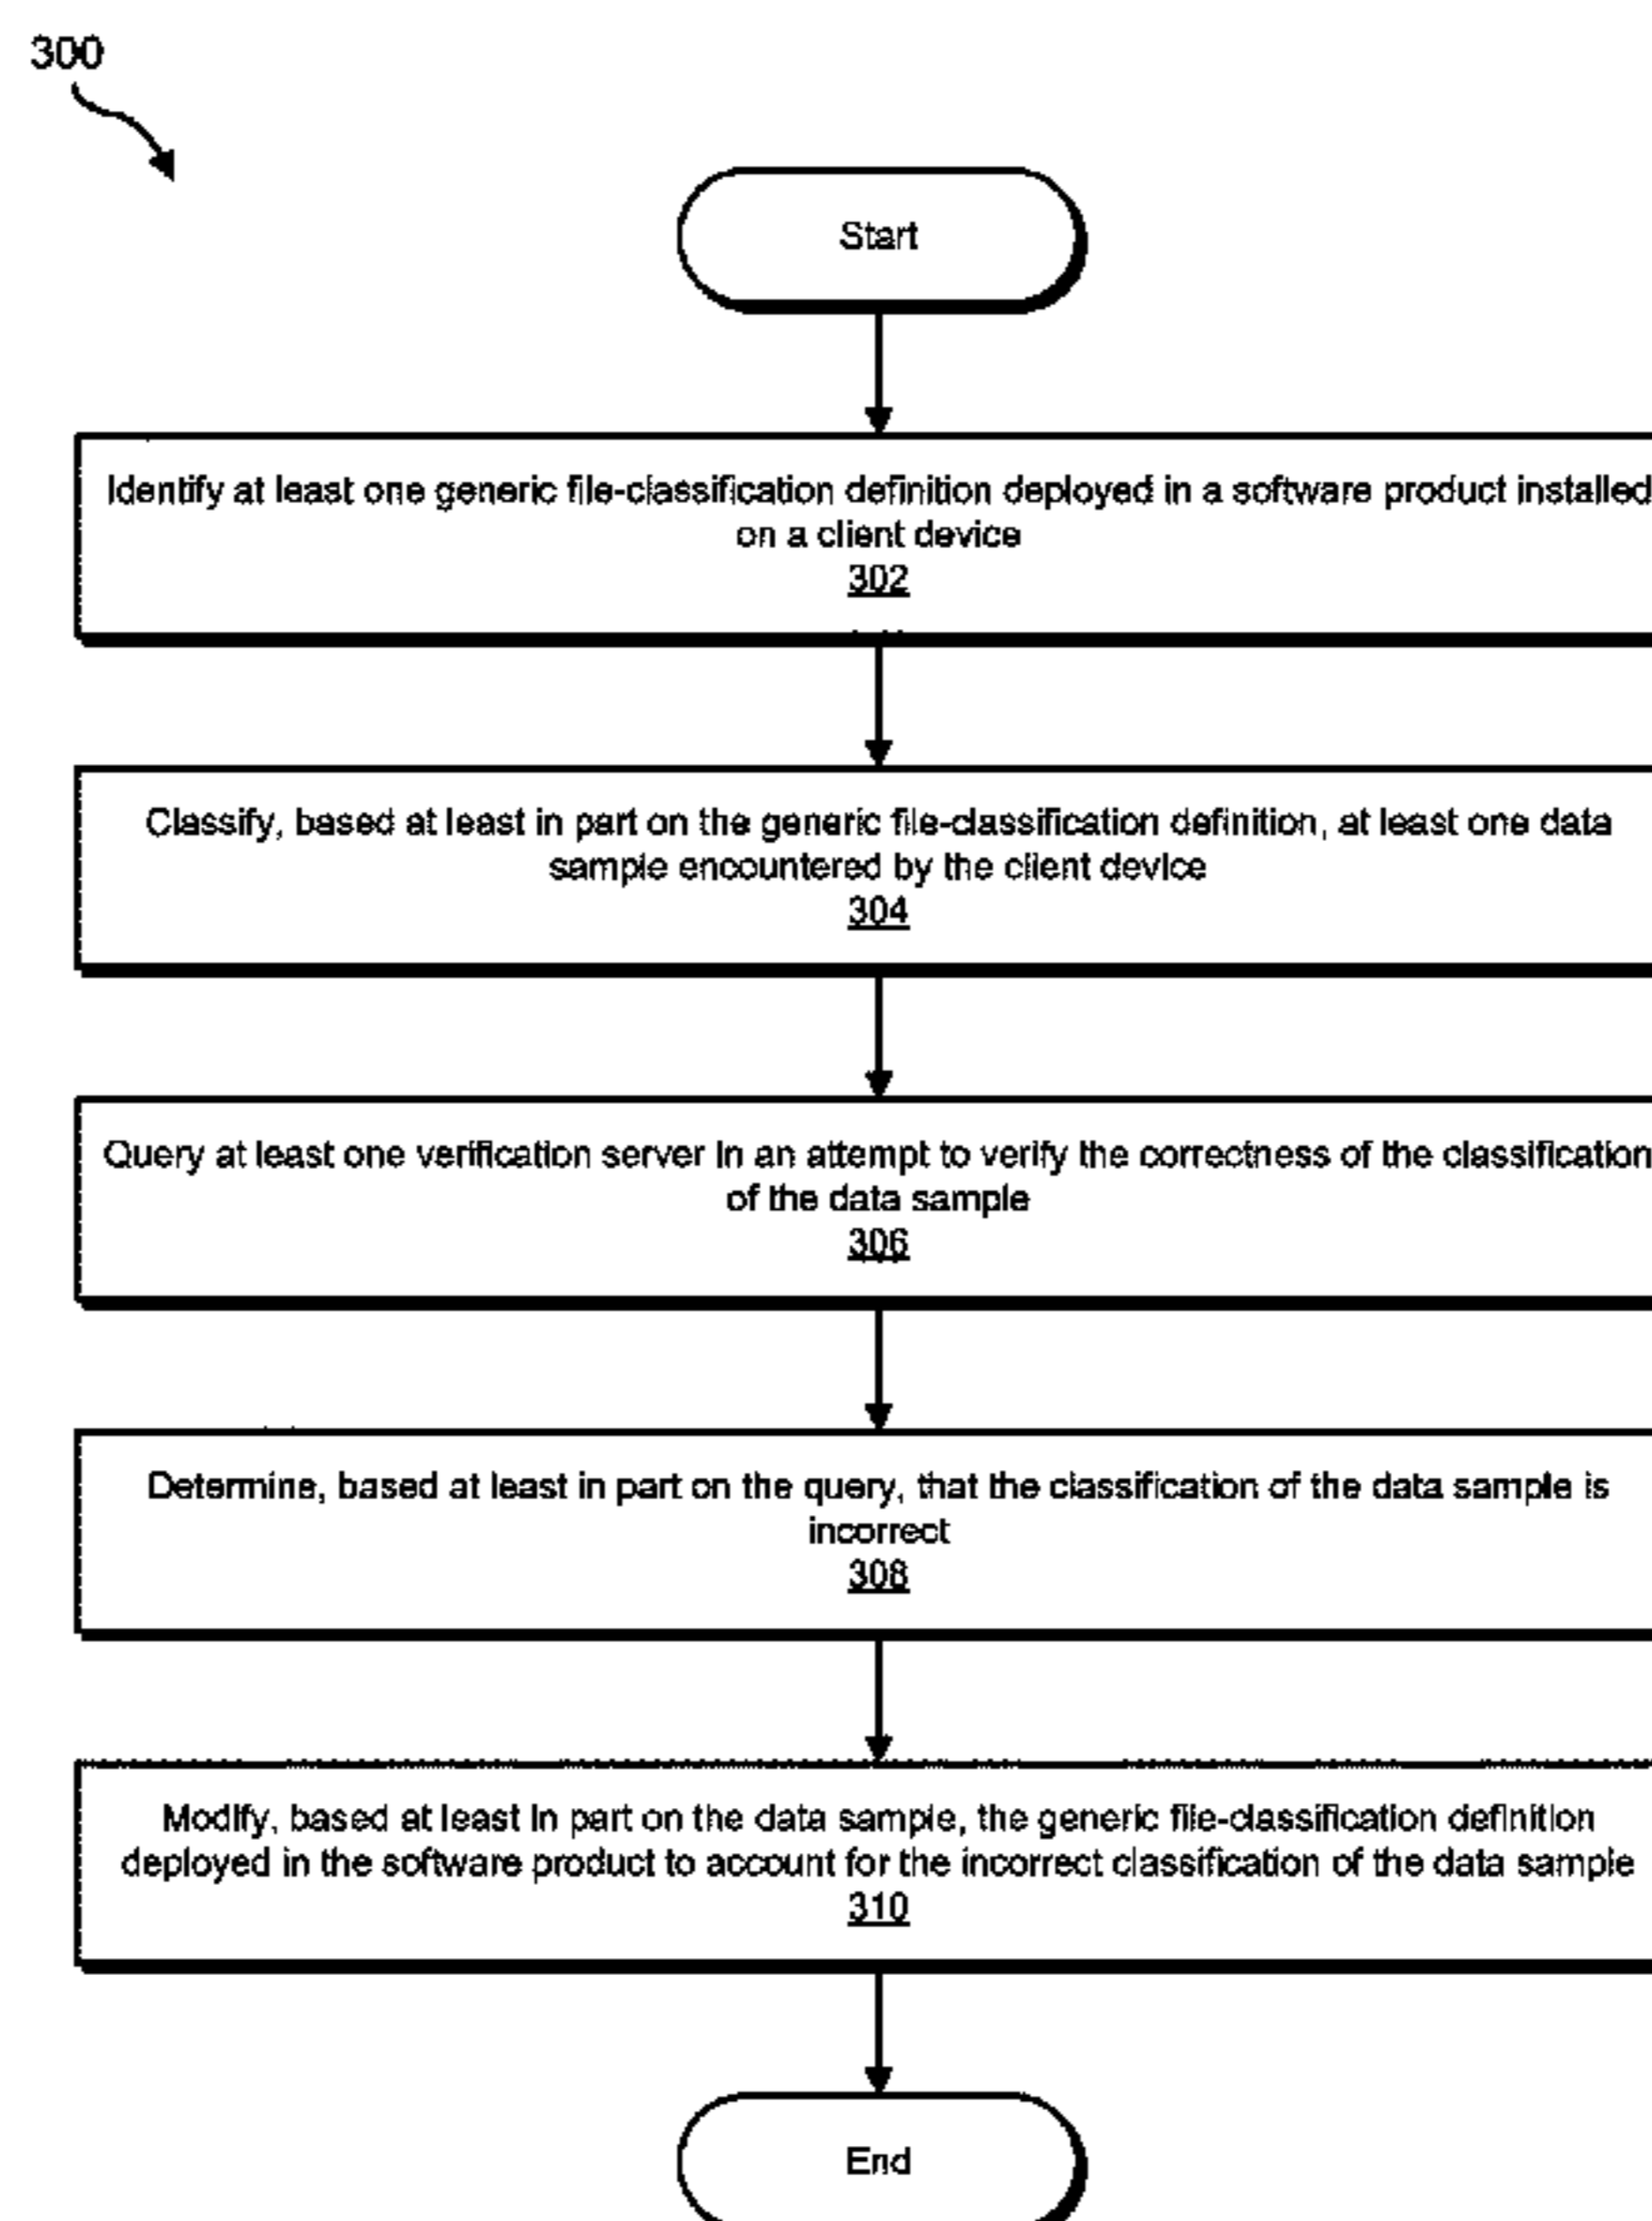 300
Start
Identify at least one generic file-classification definition deployed in a software product installed
on a client device
302
Classify, based at least in part on the generic file-classification definition, at least one data
sample encountered by the client device
304
Query at least one verification server in an attempt to verify the correctness of the classification
of the data sample
306
Determine, based at least in part on the query, that the classification of the data sample is
incorrect
308
Modify, based at least in part on the data sample, the generic file-classification definition
deployed in the software product to account for the incorrect classification of the data sample
310
End